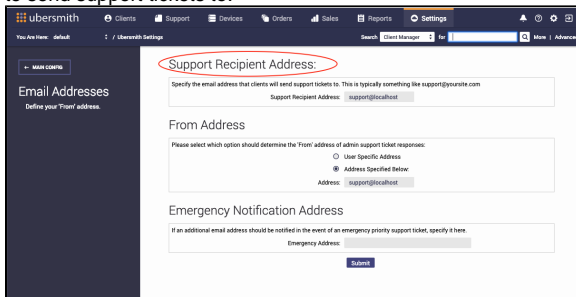 to send support tickets to.
ubersmith
Clients
Support
Devices
Orders
Sales
Reports
Settings
You Are Here: default / Ubersmith Settings
Search Client Manager for
More | Advanced
← MAIN CONFIG
Email Addresses
Define your 'From' address.
Support Recipient Address:
Specify the email address that clients will send support tickets to. This is typically something like support@yoursite.com
Support Recipient Address: support@localhost
From Address
Please select which option should determine the 'From' address of admin support ticket responses:
User Specific Address
Address Specified Below:
Address: support@localhost
Emergency Notification Address
If an additional email address should be notified in the event of an emergency priority support ticket, specify it here.
Emergency Address:
Submit